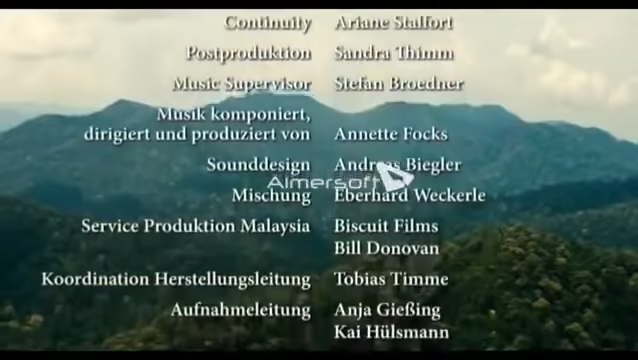 Continuity Ariane Stalfort
Postproduktion Sandra Thimm
Music Supervisor Stefan Broedner
Musik komponiert,
dirigiert und produziert von Annette Focks
Sounddesign Andreas Biegler
Aimersoft
Mischung Eberhard Weckerle
Service Produktion Malaysia Biscuit Films
Bill Donovan
Koordination Herstellungsleitung Tobias Timme
Aufnahmeleitung Anja Gießing
Kai Hülsmann